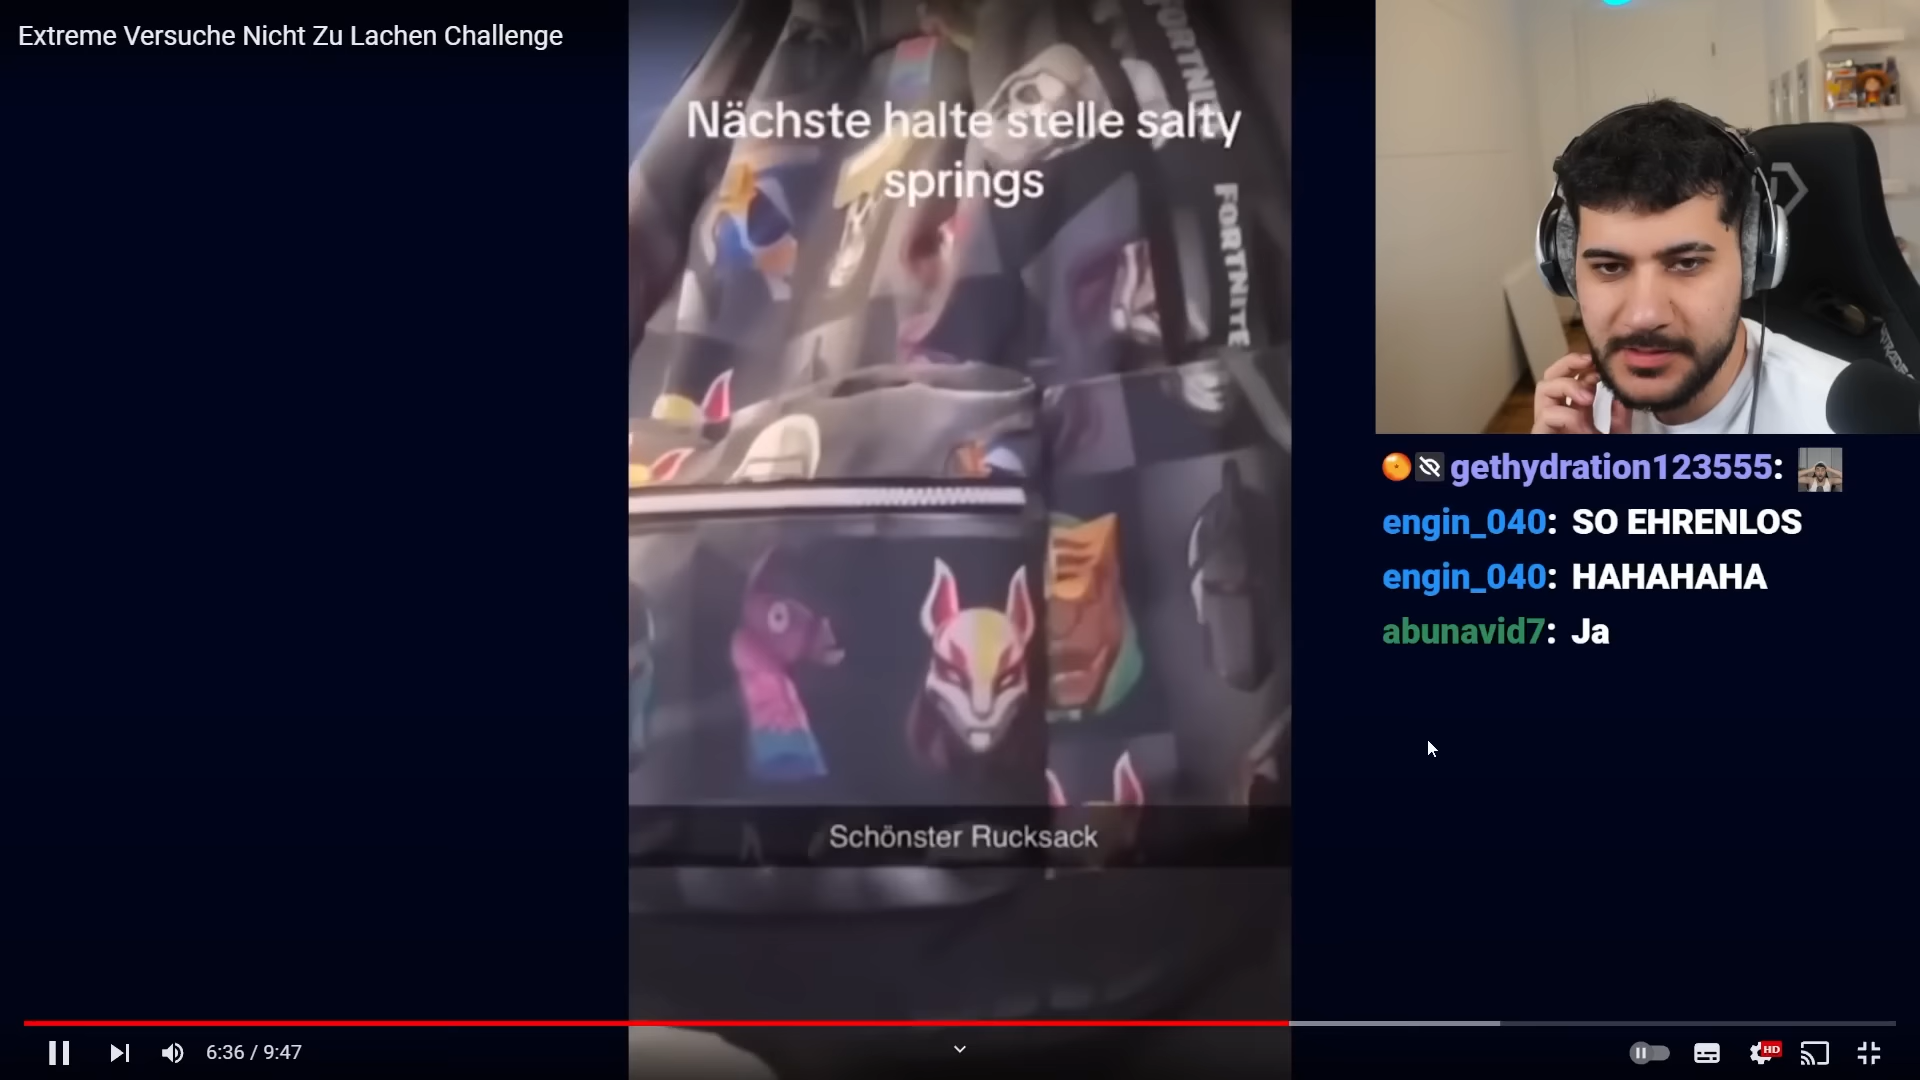 Extreme Versuche Nicht Zu Lachen Challenge
FORTNITE
Nächste halte stelle salty
springs
FORTNITE
Schönster Rucksack
gethydration123555:
engin_040: SO EHRENLOS
engin_040: HAHAHAHA
abunavid7: Ja
6:36 / 9:47
HD